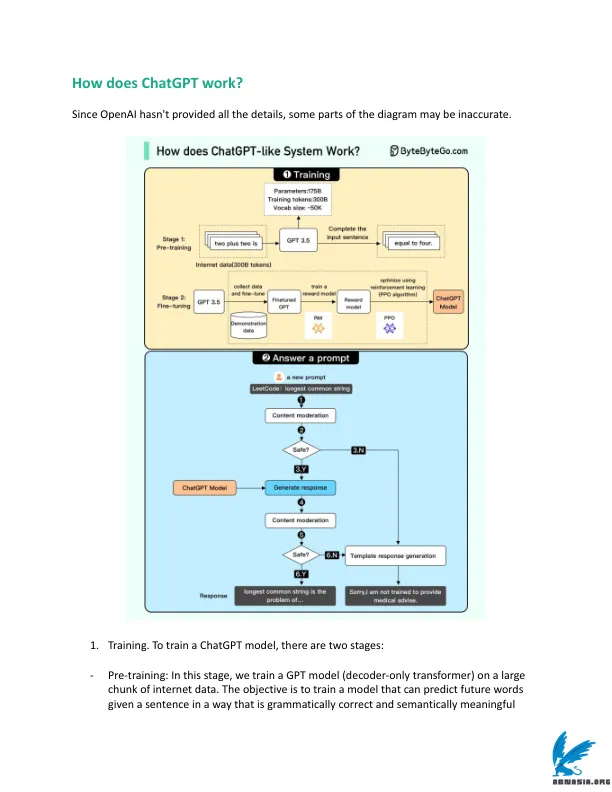 How does ChatGPT work?
Since OpenAI hasn't provided all the details, some parts of the diagram may be inaccurate.
How does ChatGPT-like System Work?
ByteByteGo.com
1 Training
Parameters:175B
Training tokens:300B
Vocab size: ~50K
Stage 1:
Pre-training
two plus two is
GPT 3.5
Complete the
input sentence
equal to four.
Internet data(300B tokens)
Stage 2:
Fine-tuning
GPT 3.5
collect data
and fine-tune
Demonstration
data
Finetuned
GPT
train a
reward model
RM
Reward
model
optimize using
reinforcement learning
(PPO algorithm)
PPO
ChatGPT
Model
2 Answer a prompt
a new prompt
LeetCode: longest common string
1
Content moderation
2
Safe?
3.N
3.Y
ChatGPT Model
Generate response
4
Content moderation
5
Safe?
6.N
Template response generation
6.Y
Response
longest common string is the
problem of...
Sorry,I am not trained to provide
medical advise.
1. Training. To train a ChatGPT model, there are two stages:
- Pre-training: In this stage, we train a GPT model (decoder-only transformer) on a large
chunk of internet data. The objective is to train a model that can predict future words
given a sentence in a way that is grammatically correct and semantically meaningful
ABNASIA.ORG